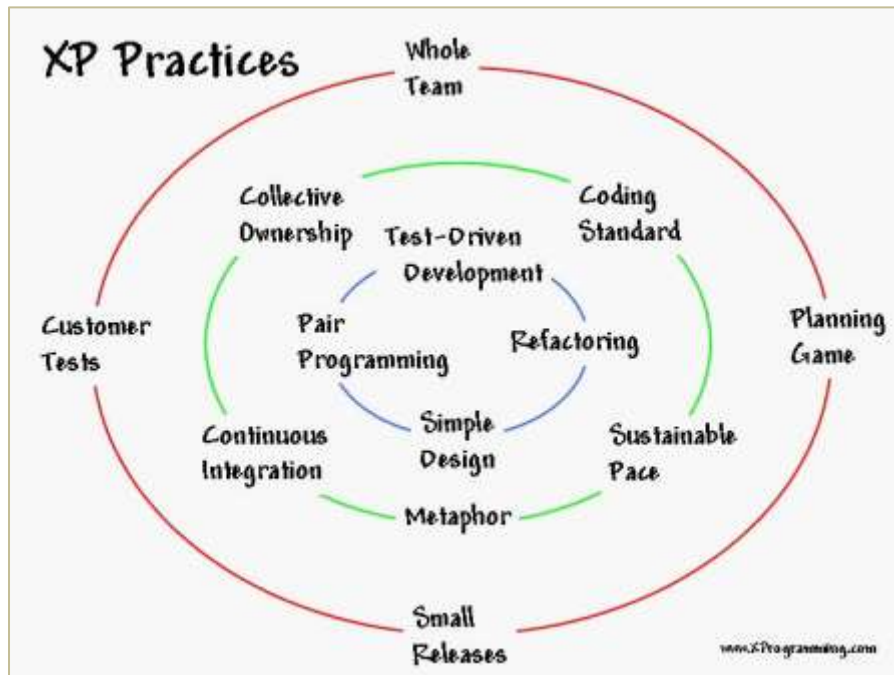 XP Practices
Whole
Team
Collective
Ownership
Coding
Standard
Test-Driven
Development
Customer
Tests
Pair
Programming
Refactoring
Planning
Game
Continuous
Integration
Simple
Design
Sustainable
Pace
Metaphor
Small
Releases
www.XProgramming.com